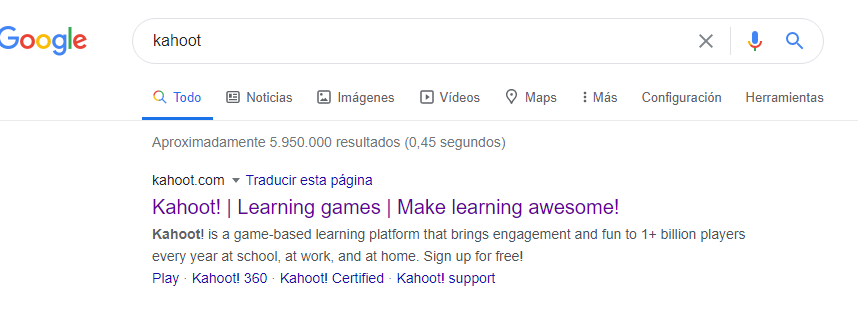 Google
kahoot
Todo Noticias Imágenes Vídeos Maps Más Configuración Herramientas
Aproximadamente 5.950.000 resultados (0,45 segundos)
kahoot.com Traducir esta página
Kahoot! | Learning games | Make learning awesome!
Kahoot! is a game-based learning platform that brings engagement and fun to 1+ billion players
every year at school, at work, and at home. Sign up for free!
Play · Kahoot! 360 · Kahoot! Certified · Kahoot! support